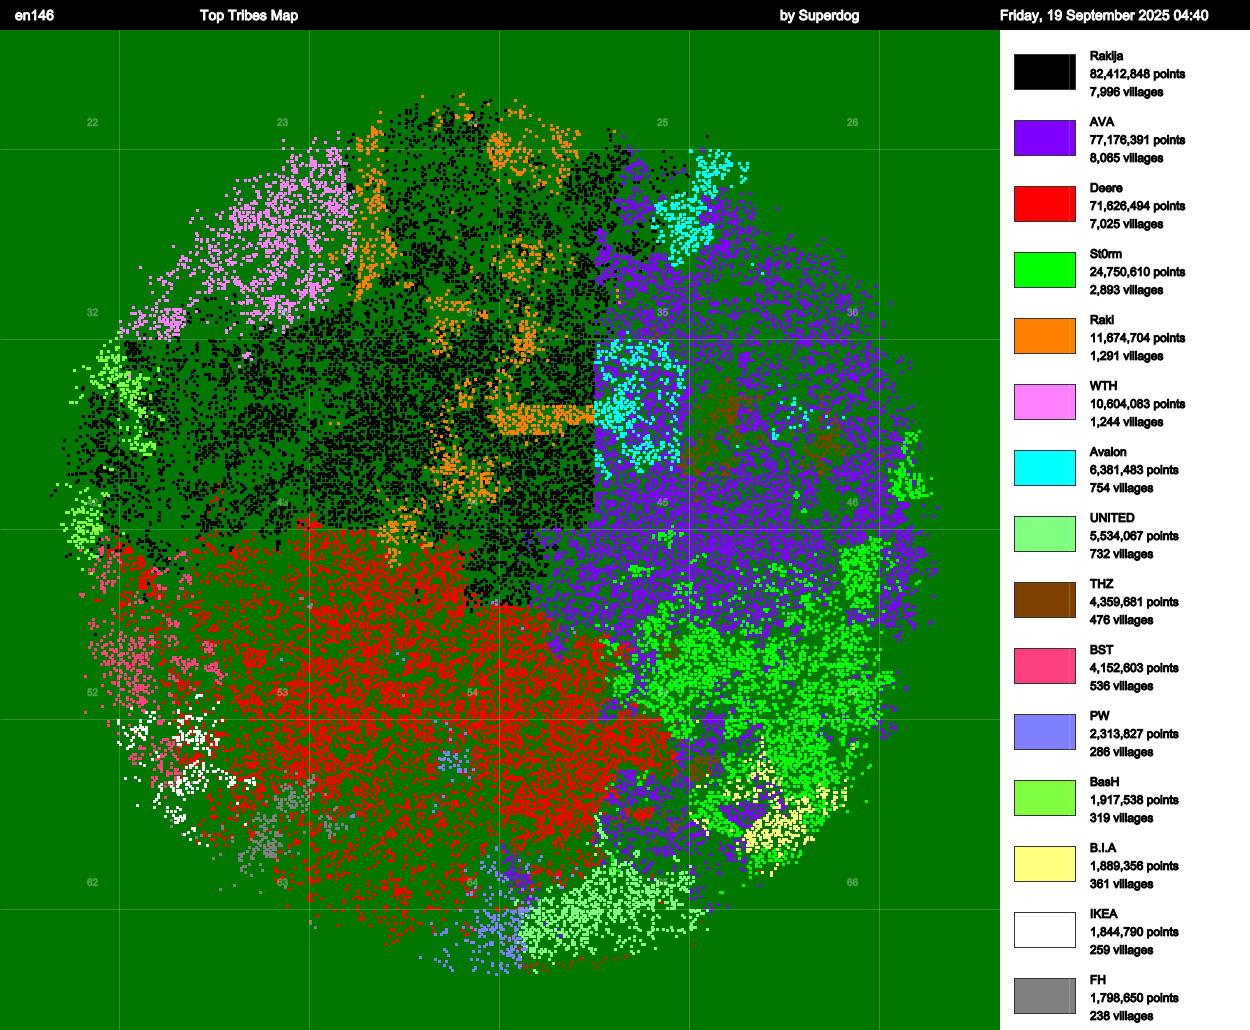 en146
Top Tribes Map
by Superdog
Friday, 19 September 2025 04:40
Rakija
82,412,848 points
7,996 villages
AVA
77,176,391 points
8,065 villages
Deere
71,626,494 points
7,025 villages
St0rm
24,750,610 points
2,893 villages
Raki
11,674,704 points
1,291 villages
WTH
10,604,083 points
1,244 villages
Avalon
6,381,483 points
754 villages
UNITED
5,534,067 points
732 villages
THZ
4,359,681 points
476 villages
BST
4,152,603 points
536 villages
PW
2,313,827 points
286 villages
BasH
1,917,538 points
319 villages
B.I.A
1,889,356 points
361 villages
IKEA
1,844,790 points
259 villages
FH
1,798,650 points
238 villages
22
23
25
26
32
35
36
43
45
46
52
53
54
62
63
64
66